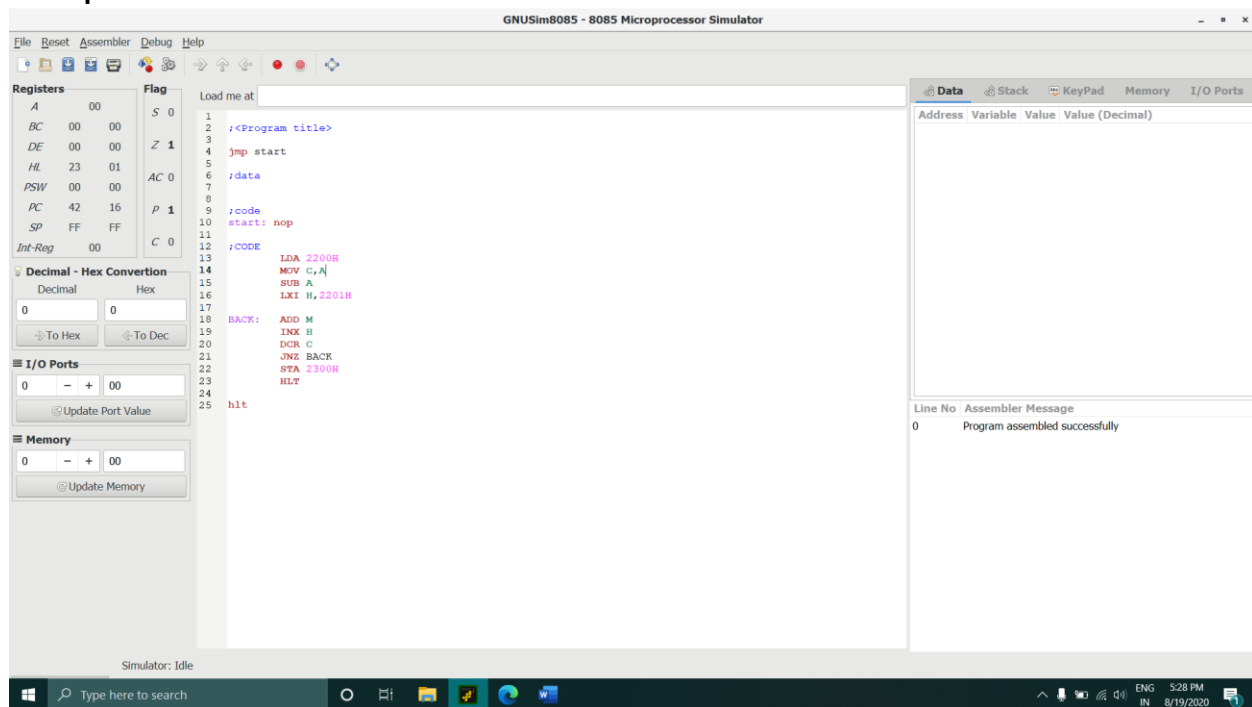 GNUSim8085 - 8085 Microprocessor Simulator
File Reset Assembler Debug Help
Registers
A 00
BC 00 00
DE 00 00
HL 23 01
PSW 00 00
PC 42 16
SP FF FF
Int-Reg 00
Flag
S 0
Z 1
AC 0
P 1
C 0
Decimal - Hex Convertion
Decimal Hex
0 0
To Hex To Dec
I/O Ports
0 - + 00
Update Port Value
Memory
0 - + 00
Update Memory
Load me at
1
2 ;<Program title>
3
4 jmp start
5
6 ;data
7
8
9 ;code
10 start: nop
11
12 ;CODE
13 LDA 2200H
14 MOV C,A
15 SUB A
16 LXI H,2201H
17
18 BACK: ADD M
19 INX H
20 DCR C
21 JNZ BACK
22 STA 2300H
23 HLT
24
25 hlt
Data Stack KeyPad Memory I/O Ports
Address Variable Value Value (Decimal)
Line No Assembler Message
0 Program assembled successfully
Simulator: Idle
Type here to search
ENG 5:28 PM
IN 8/19/2020